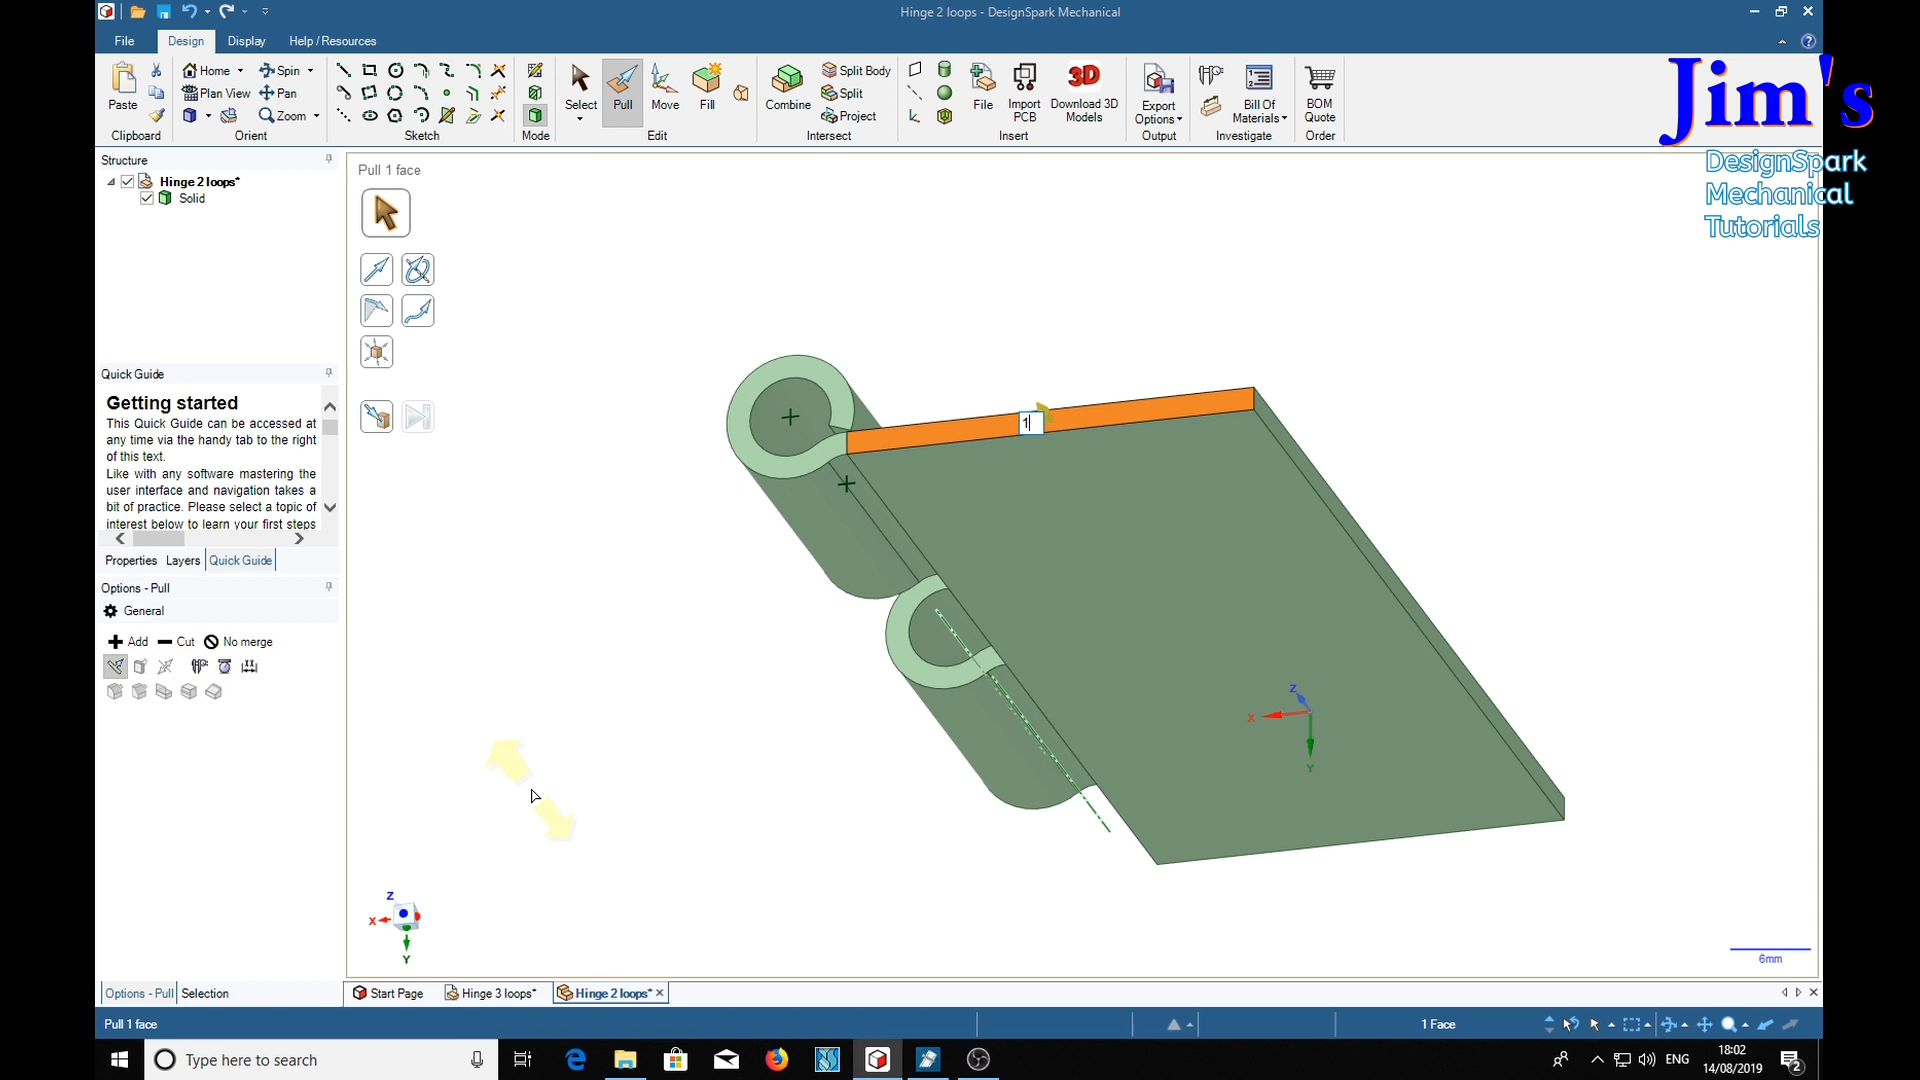 Hinge 2 loops - DesignSpark Mechanical
File Design Display Help / Resources
Paste
Clipboard
Home Spin
Plan View Pan
Zoom
Orient
Sketch
Mode
Select Pull Move Fill
Edit
Combine
Split Body
Split
Project
Intersect
File
Import PCB
Download 3D Models
3D
Insert
Export Options
Output
Bill Of Materials
Investigate
BOM Quote
Order
Jim's
DesignSpark
Mechanical
Tutorials
Structure
Hinge 2 loops*
Solid
Pull 1 face
Quick Guide
Getting started
This Quick Guide can be accessed at
any time via the handy tab to the right
of this text.
Like with any software mastering the
user interface and navigation takes a
bit of practice. Please select a topic of
interest below to learn your first steps
Properties Layers Quick Guide
Options - Pull
General
Add Cut No merge
1
X
Z
Y
Z
X
Y
6mm
Options - Pull Selection
Start Page Hinge 3 loops* Hinge 2 loops*
Pull 1 face
1 Face
Type here to search
ENG
18:02
14/08/2019
2